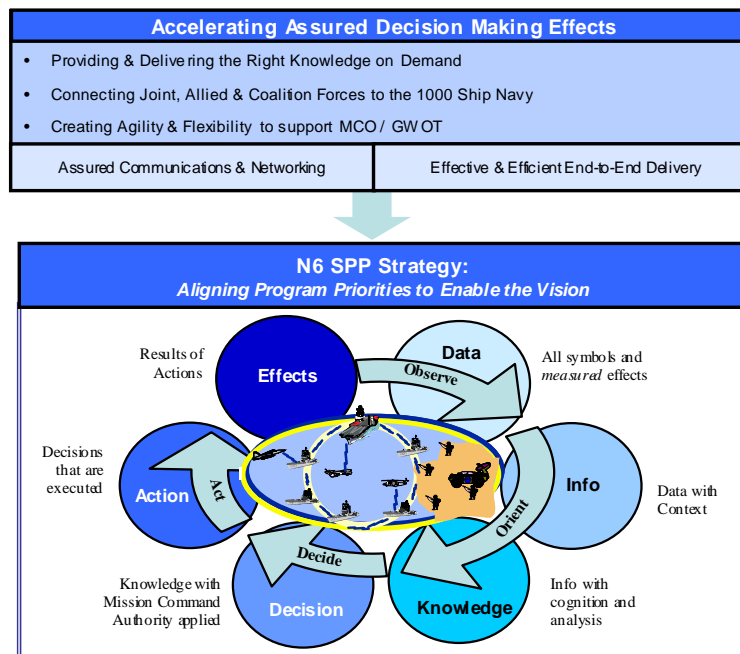 Accelerating Assured Decision Making Effects
• Providing & Delivering the Right Knowledge on Demand
• Connecting Joint, Allied & Coalition Forces to the 1000 Ship Navy
• Creating Agility & Flexibility to support MCO / GWOT
Assured Communications & Networking
Effective & Efficient End-to-End Delivery
N6 SPP Strategy:
Aligning Program Priorities to Enable the Vision
Results of
Actions
Effects
Observe
Data
All symbols and
measured effects
Decisions
that are
executed
Action
Act
Info
Orient
Data with
Context
Knowledge with
Mission Command
Authority applied
Decision
Decide
Knowledge
Info with
cognition and
analysis